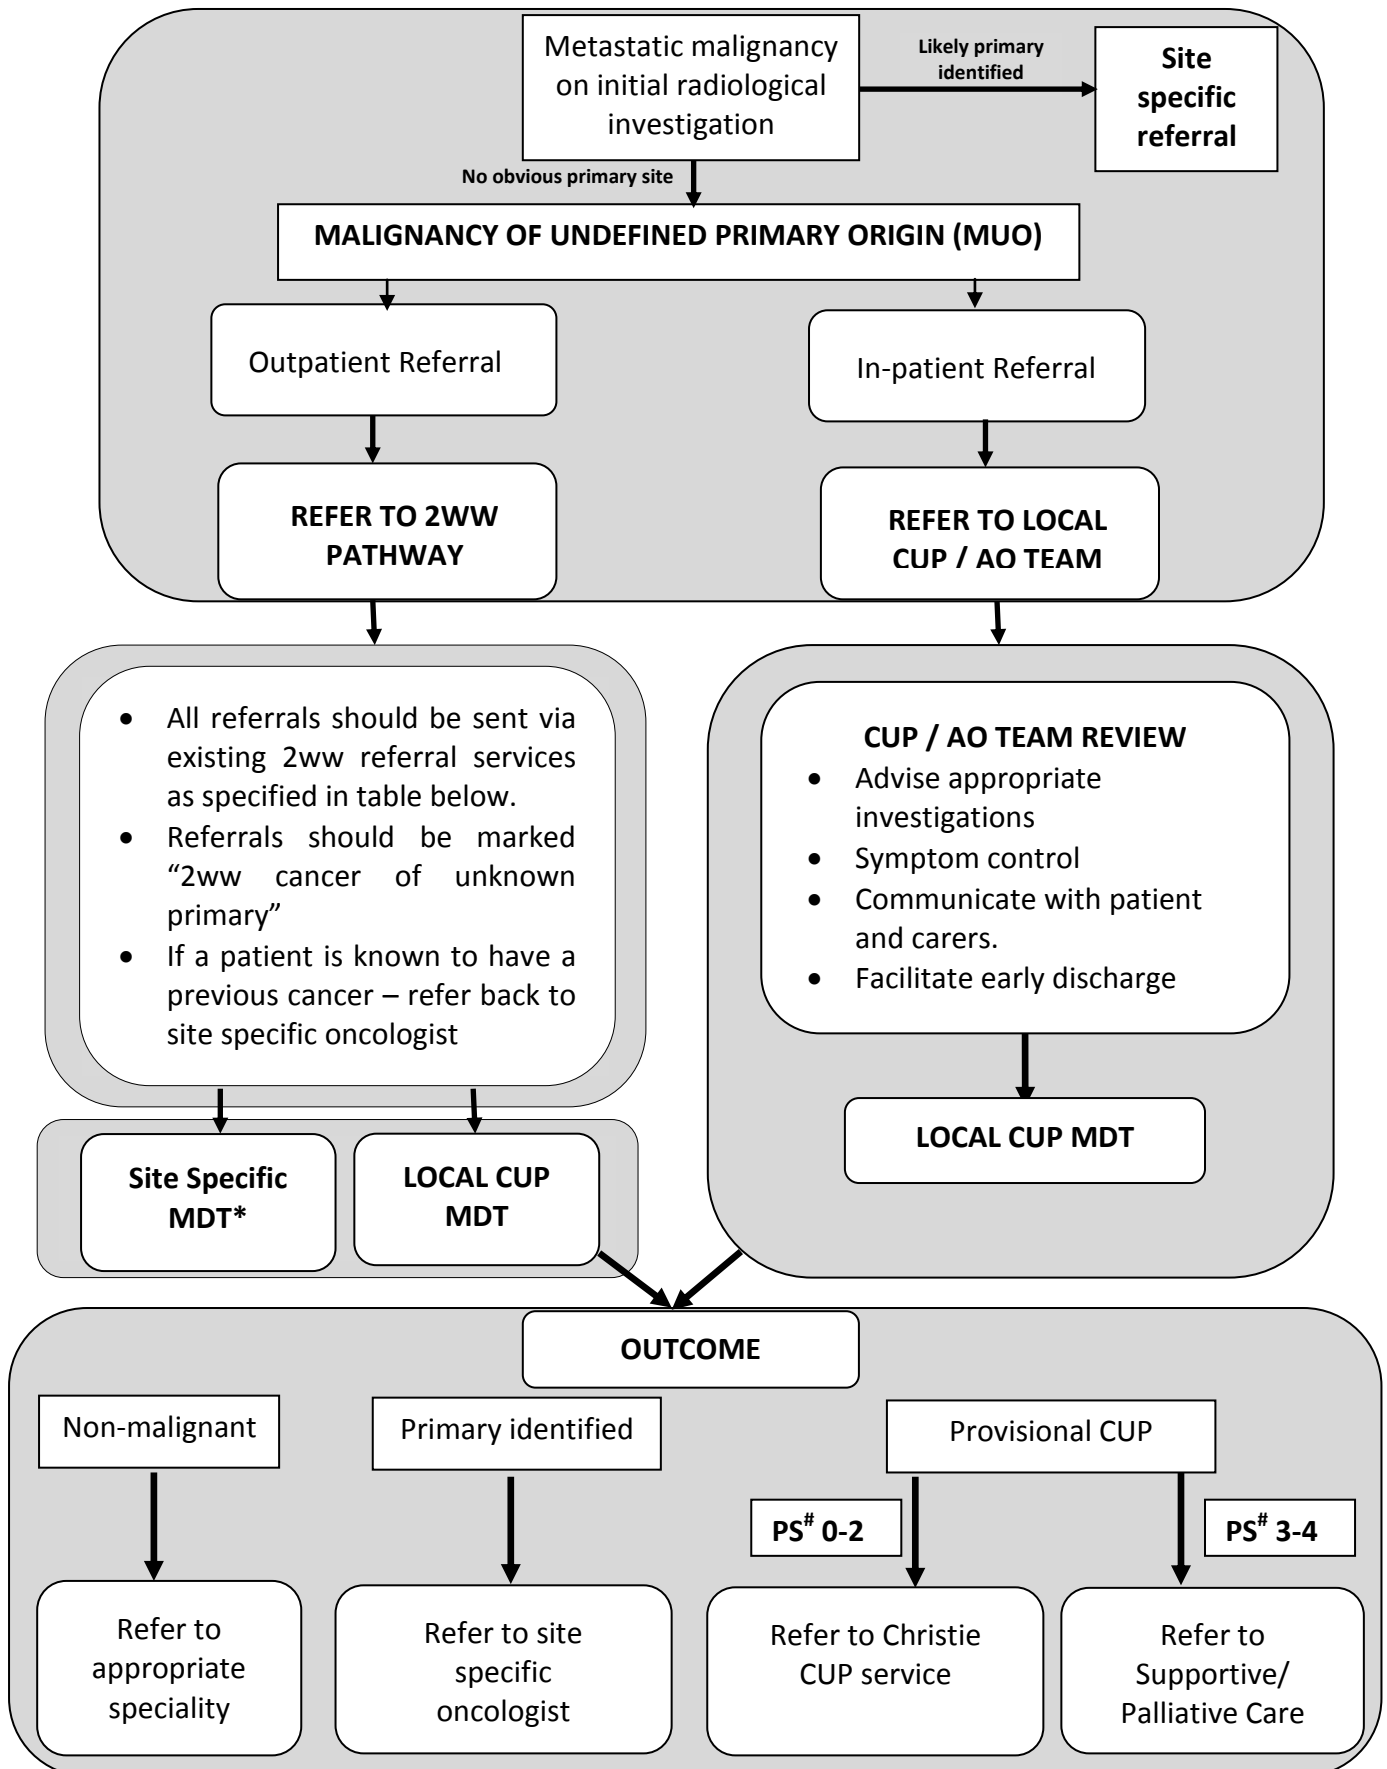 Metastatic malignancy
on initial radiological
investigation
Likely primary
identified
Site
specific
referral
No obvious primary site
MALIGNANCY OF UNDEFINED PRIMARY ORIGIN (MUO)
Outpatient Referral
In-patient Referral
REFER TO 2WW
PATHWAY
REFER TO LOCAL
CUP / AO TEAM
• All referrals should be sent via
existing 2ww referral services
as specified in table below.
• Referrals should be marked
“2ww cancer of unknown
primary”
• If a patient is known to have a
previous cancer – refer back to
site specific oncologist
CUP / AO TEAM REVIEW
• Advise appropriate
investigations
• Symptom control
• Communicate with patient
and carers.
• Facilitate early discharge
LOCAL CUP MDT
Site Specific
MDT*
LOCAL CUP
MDT
OUTCOME
Non-malignant
Primary identified
Provisional CUP
PS# 0-2
PS# 3-4
Refer to
appropriate
speciality
Refer to site
specific
oncologist
Refer to Christie
CUP service
Refer to
Supportive/
Palliative Care